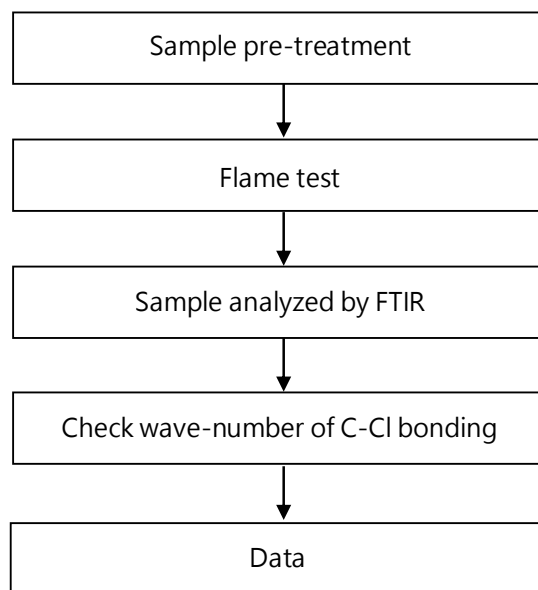 Sample pre-treatment
Flame test
Sample analyzed by FTIR
Check wave-number of C-Cl bonding
Data